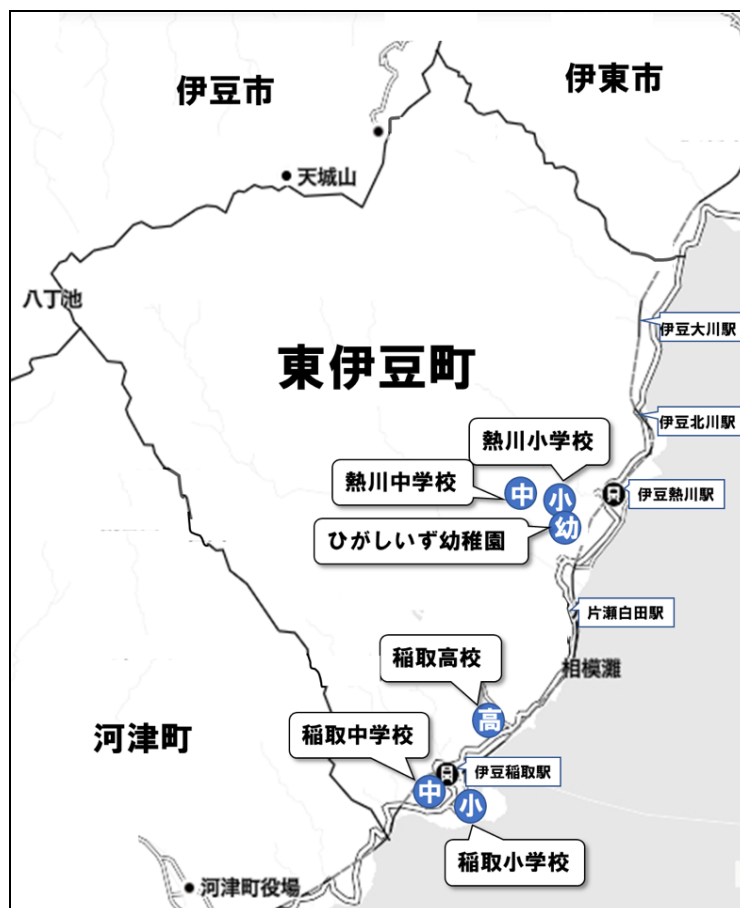 伊豆市
伊東市
天城山
八丁池
伊豆大川駅
東伊豆町
伊豆北川駅
熱川小学校
熱川中学校
中
小
伊豆熱川駅
幼
ひがしいず幼稚園
片瀬白田駅
稲取高校
相模灘
高
河津町
稲取中学校
伊豆稲取駅
中
小
稲取小学校
河津町役場